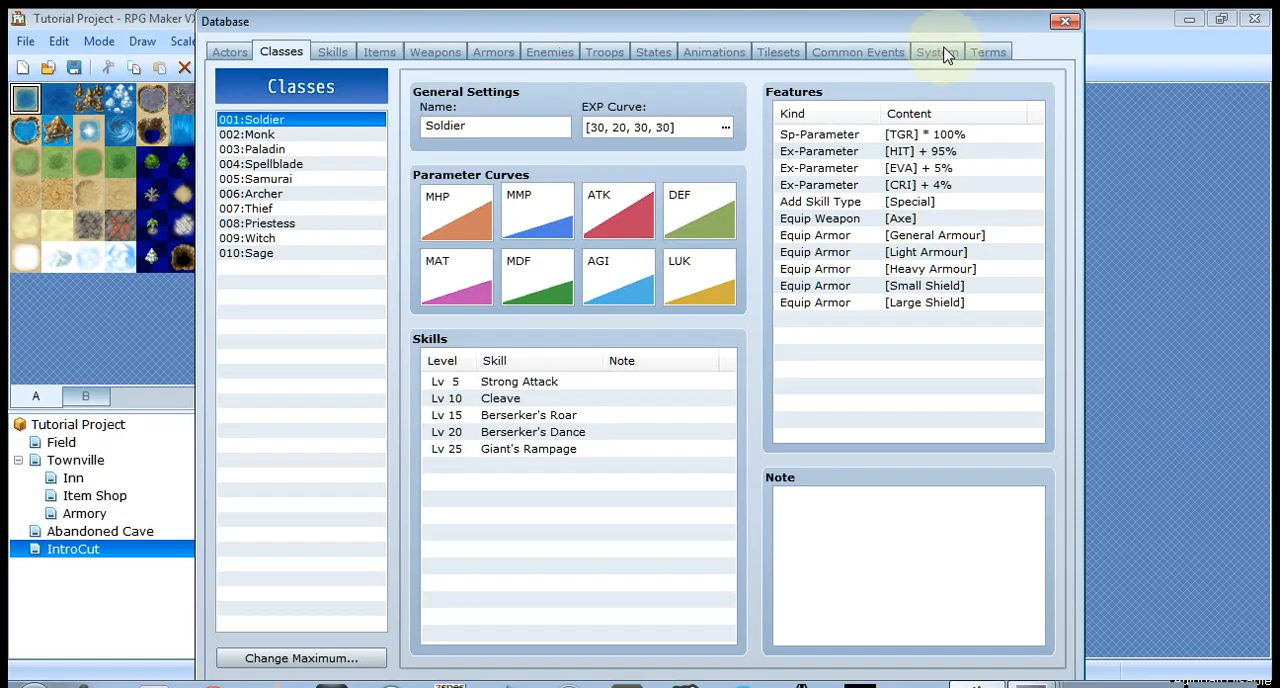 Tutorial Project - RPG Maker VX
Database
File Edit Mode Draw Scale
Actors Classes Skills Items Weapons Armors Enemies Troops States Animations Tilesets Common Events System Terms
Classes
001:Soldier
002:Monk
003:Paladin
004:Spellblade
005:Samurai
006:Archer
007:Thief
008:Priestess
009:Witch
010:Sage
Change Maximum...
General Settings
Name: EXP Curve:
Soldier [30, 20, 30, 30] ...
Parameter Curves
MHP MMP ATK DEF
MAT MDF AGI LUK
Skills
Level Skill Note
Lv 5 Strong Attack
Lv 10 Cleave
Lv 15 Berserker's Roar
Lv 20 Berserker's Dance
Lv 25 Giant's Rampage
Features
Kind Content
Sp-Parameter [TGR] * 100%
Ex-Parameter [HIT] + 95%
Ex-Parameter [EVA] + 5%
Ex-Parameter [CRI] + 4%
Add Skill Type [Special]
Equip Weapon [Axe]
Equip Armor [General Armour]
Equip Armor [Light Armour]
Equip Armor [Heavy Armour]
Equip Armor [Small Shield]
Equip Armor [Large Shield]
Note
A B
Tutorial Project
Field
Townville
Inn
Item Shop
Armory
Abandoned Cave
IntroCut